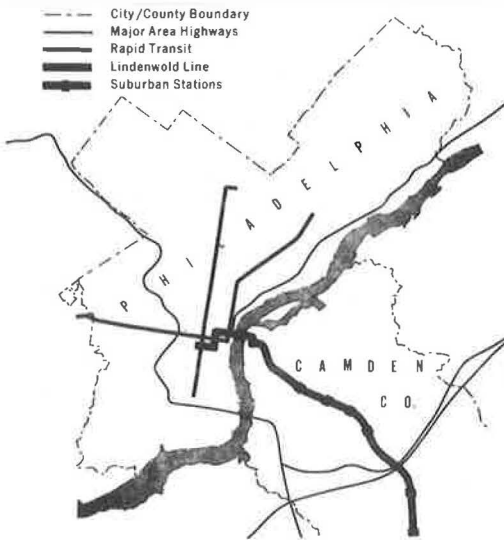 City/County Boundary
Major Area Highways
Rapid Transit
Lindenwold Line
Suburban Stations
PHILADELPHIA
CAMDEN
CO.